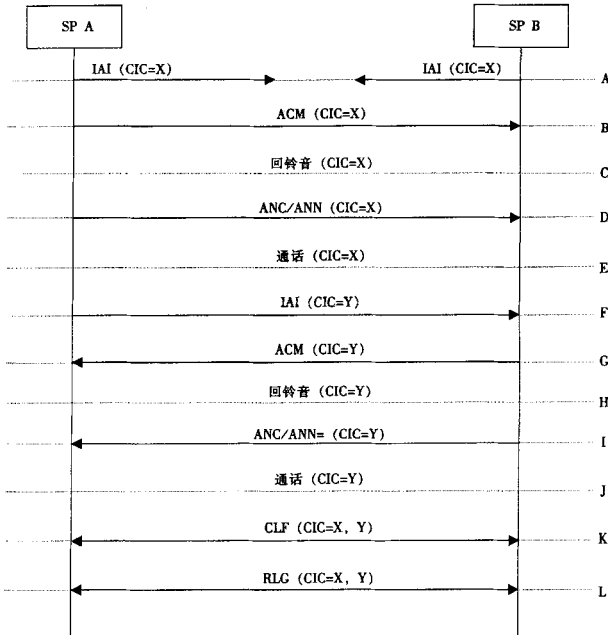 SP A
SP B
IAI (CIC=X)
IAI (CIC=X)
A
ACM (CIC=X)
B
回铃音 (CIC=X)
C
ANC/ANN (CIC=X)
D
通话 (CIC=X)
E
IAI (CIC=Y)
F
ACM (CIC=Y)
G
回铃音 (CIC=Y)
H
ANC/ANN= (CIC=Y)
I
通话 (CIC=Y)
J
CLF (CIC=X, Y)
K
RLG (CIC=X, Y)
L